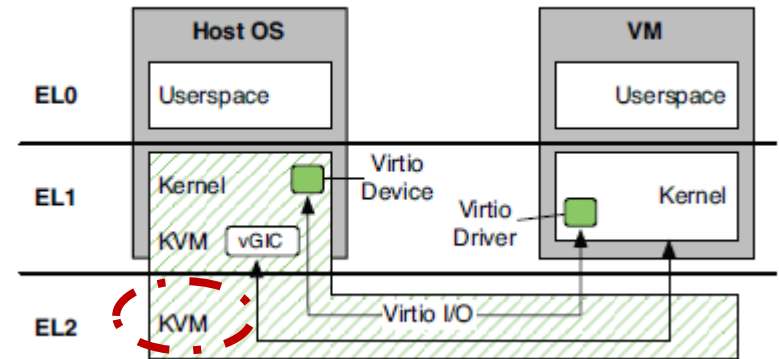 Host OS
VM
EL0
Userspace
Userspace
EL1
Kernel
Virtio
Device
Virtio
Driver
Kernel
KVM
vGIC
EL2
KVM
Virtio I/O